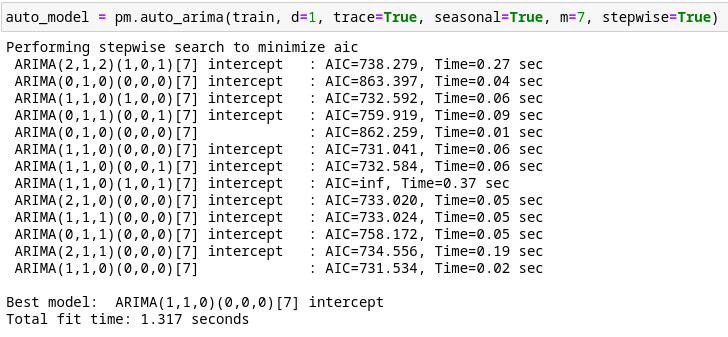 auto_model = pm.auto_arima(train, d=1, trace=True, seasonal=True, m=7, stepwise=True)
Performing stepwise search to minimize aic
 ARIMA(2,1,2)(1,0,1)[7] intercept   : AIC=738.279, Time=0.27 sec
 ARIMA(0,1,0)(0,0,0)[7] intercept   : AIC=863.397, Time=0.04 sec
 ARIMA(1,1,0)(1,0,0)[7] intercept   : AIC=732.592, Time=0.06 sec
 ARIMA(0,1,1)(0,0,1)[7] intercept   : AIC=759.919, Time=0.09 sec
 ARIMA(0,1,0)(0,0,0)[7]             : AIC=862.259, Time=0.01 sec
 ARIMA(1,1,0)(0,0,0)[7] intercept   : AIC=731.041, Time=0.06 sec
 ARIMA(1,1,0)(0,0,1)[7] intercept   : AIC=732.584, Time=0.06 sec
 ARIMA(1,1,0)(1,0,1)[7] intercept   : AIC=inf, Time=0.37 sec
 ARIMA(2,1,0)(0,0,0)[7] intercept   : AIC=733.020, Time=0.05 sec
 ARIMA(1,1,1)(0,0,0)[7] intercept   : AIC=733.024, Time=0.05 sec
 ARIMA(0,1,1)(0,0,0)[7] intercept   : AIC=758.172, Time=0.05 sec
 ARIMA(2,1,1)(0,0,0)[7] intercept   : AIC=734.556, Time=0.19 sec
 ARIMA(1,1,0)(0,0,0)[7]             : AIC=731.534, Time=0.02 sec
Best model:  ARIMA(1,1,0)(0,0,0)[7] intercept
Total fit time: 1.317 seconds